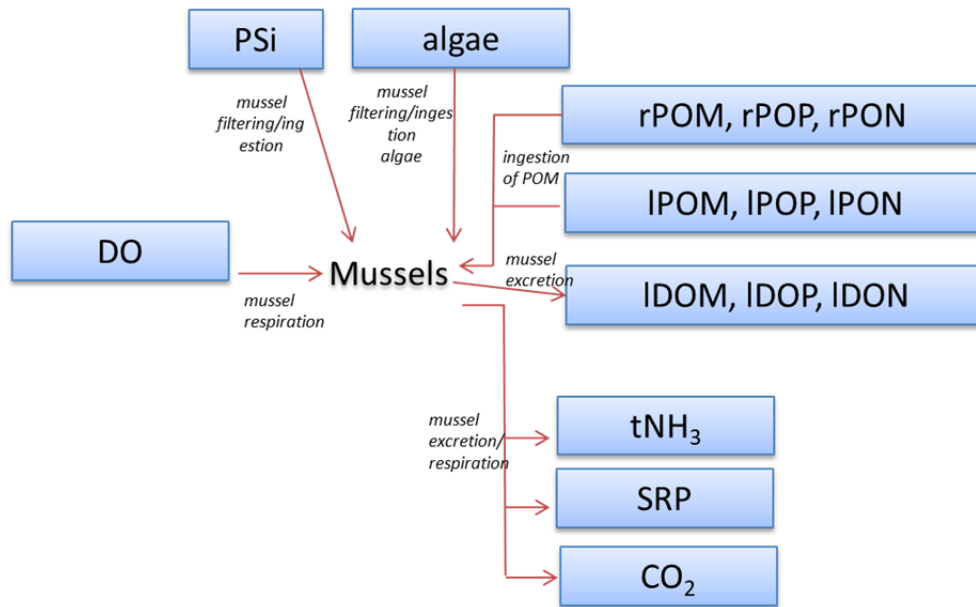 PSi
algae
mussel
filtering/ing
estion
mussel
filtering/inges
tion
algae
rPOM, rPOP, rPON
ingestion
of POM
lPOM, lPOP, lPON
DO
Mussels
mussel
excretion
lDOM, lDOP, lDON
mussel
respiration
mussel
excretion/
respiration
tNH₃
SRP
CO₂